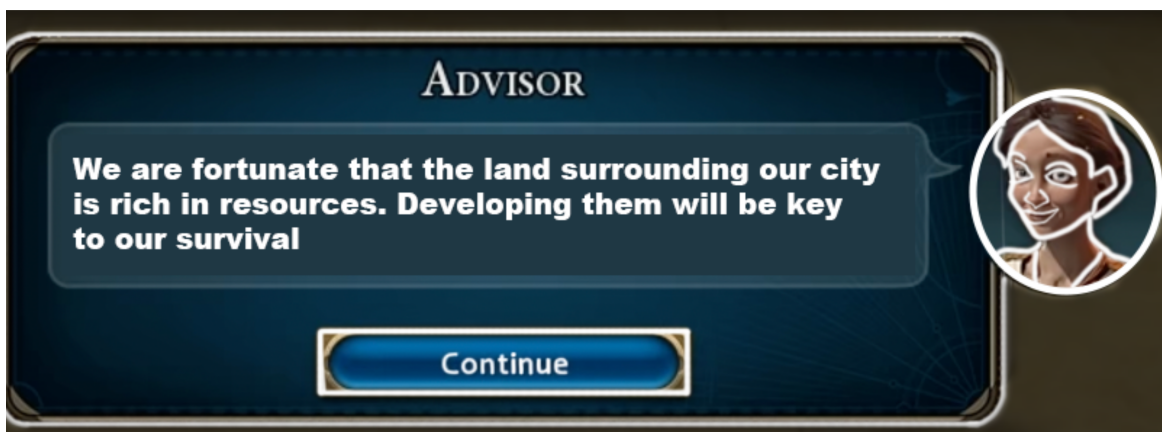 ADVISOR
We are fortunate that the land surrounding our city
is rich in resources. Developing them will be key
to our survival
Continue